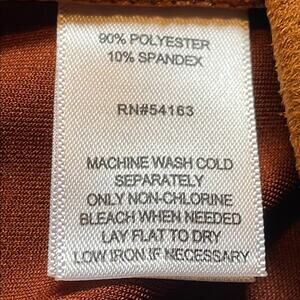 90% POLYESTER
10% SPANDEX
RN#54163
MACHINE WASH COLD
SEPARATELY
ONLY NON-CHLORINE
BLEACH WHEN NEEDED
LAY FLAT TO DRY
LOW IRON IF NECESSARY